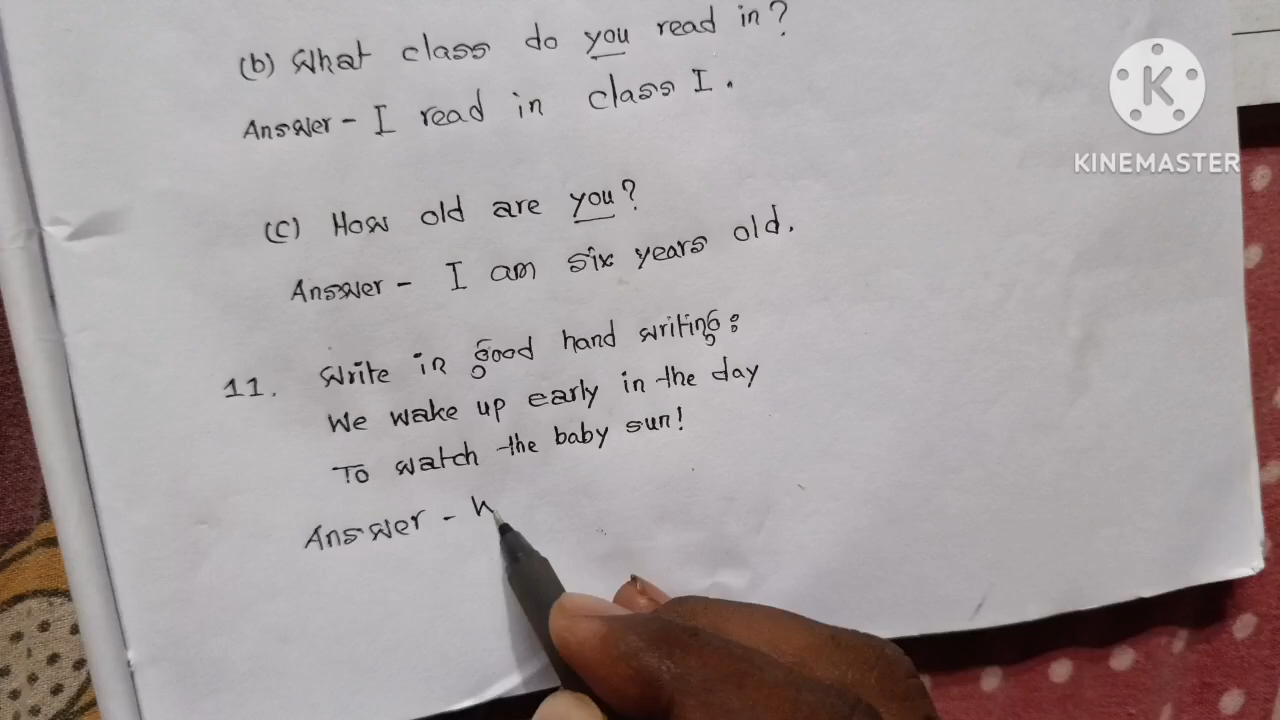 (b) What class do you read in?
Answer - I read in class I.
(c) How old are you?
Answer - I am six years old.
11. Write in good hand writing:
We wake up early in the day
To watch the baby sun!
Answer - W
KINEMASTER